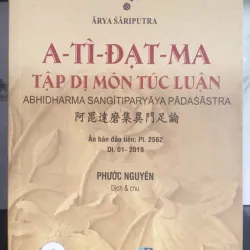 ĀRYA ŚĀRIPUTRA
A-TÌ-ĐẠT-MA
TẬP DỊ MÔN TÚC LUẬN
ABHIDHARMA SANGĪTIPARYĀYA PĀDAŚĀSTRA
阿毘達磨集異門足論
Ấn bản đầu tiên: PL. 2562
DL. 01- 2019
PHƯỚC NGUYÊN
Dịch & chú